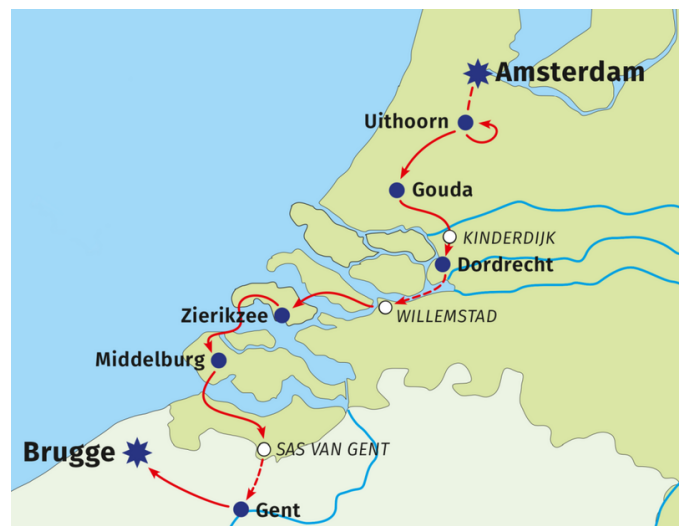 Amsterdam
Uithoorn
Gouda
KINDERDIJK
Dordrecht
Zierikzee
WILLEMSTAD
Middelburg
Brugge
SAS VAN GENT
Gent